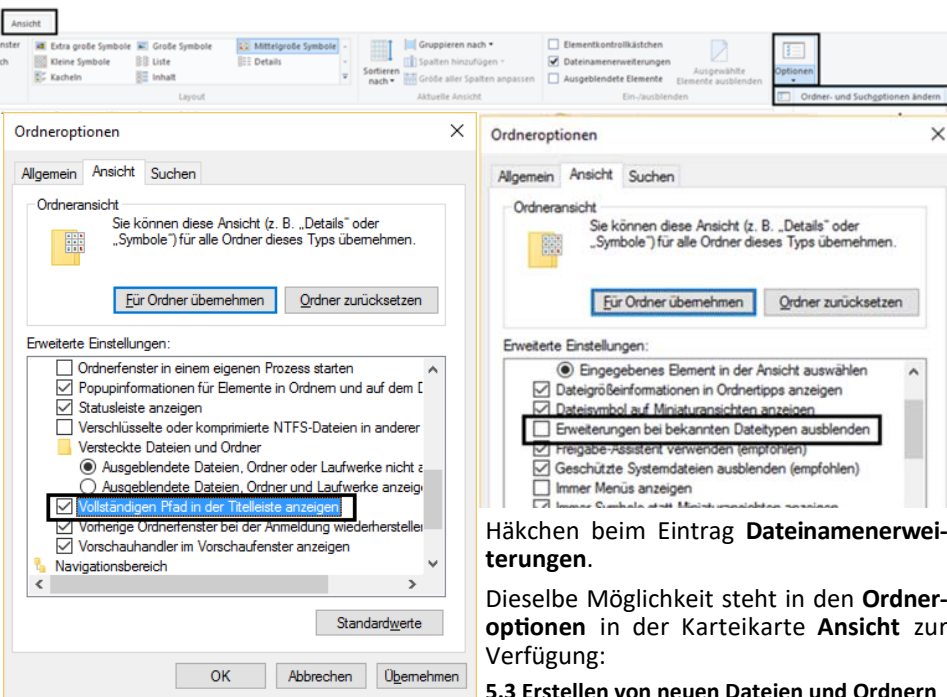 Ansicht
nster Extra große Symbole Große Symbole Mittelgroße Symbole
ch Kleine Symbole Liste Details
Kacheln Inhalt
Layout
Sortieren nach
Gruppieren nach
Spalten hinzufügen
Größe aller Spalten anpassen
Aktuelle Ansicht
Elementkontrollkästchen
Dateinamenerweiterungen
Ausgeblendete Elemente
Ausgewählte
Elemente ausblenden
Ein-/ausblenden
Optionen
Ordner- und Suchoptionen ändern
Ordneroptionen
Allgemein Ansicht Suchen
Ordneransicht
Sie können diese Ansicht (z. B. „Details" oder
„Symbole") für alle Ordner dieses Typs übernehmen.
Für Ordner übernehmen Ordner zurücksetzen
Erweiterte Einstellungen:
Ordnerfenster in einem eigenen Prozess starten
Popupinformationen für Elemente in Ordnern und auf dem D
Statusleiste anzeigen
Verschlüsselte oder komprimierte NTFS-Dateien in anderer
Versteckte Dateien und Ordner
Ausgeblendete Dateien, Ordner oder Laufwerke nicht a
Ausgeblendete Dateien, Ordner und Laufwerke anzeig
Vollständigen Pfad in der Titelleiste anzeigen
Vorherige Ordnerfenster bei der Anmeldung wiederhersteller
Vorschauhandler im Vorschaufenster anzeigen
Navigationsbereich
Standardwerte
OK Abbrechen Übernehmen
Ordneroptionen
Allgemein Ansicht Suchen
Ordneransicht
Sie können diese Ansicht (z. B. „Details" oder
„Symbole") für alle Ordner dieses Typs übernehmen.
Für Ordner übernehmen Ordner zurücksetzen
Erweiterte Einstellungen:
Eingegebenes Element in der Ansicht auswählen
Dateigrößeinformationen in Ordnertipps anzeigen
Dateisymbol auf Miniaturansichten anzeigen
Erweiterungen bei bekannten Dateitypen ausblenden
Freigabe-Assistent verwenden (empfohlen)
Geschützte Systemdateien ausblenden (empfohlen)
Immer Menüs anzeigen
Immer Symbole statt Miniaturansichten anzeigen
Häkchen beim Eintrag Dateinamenerwei-
terungen.
Dieselbe Möglichkeit steht in den Ordner-
optionen in der Karteikarte Ansicht zur
Verfügung:
5.3 Erstellen von neuen Dateien und Ordnern